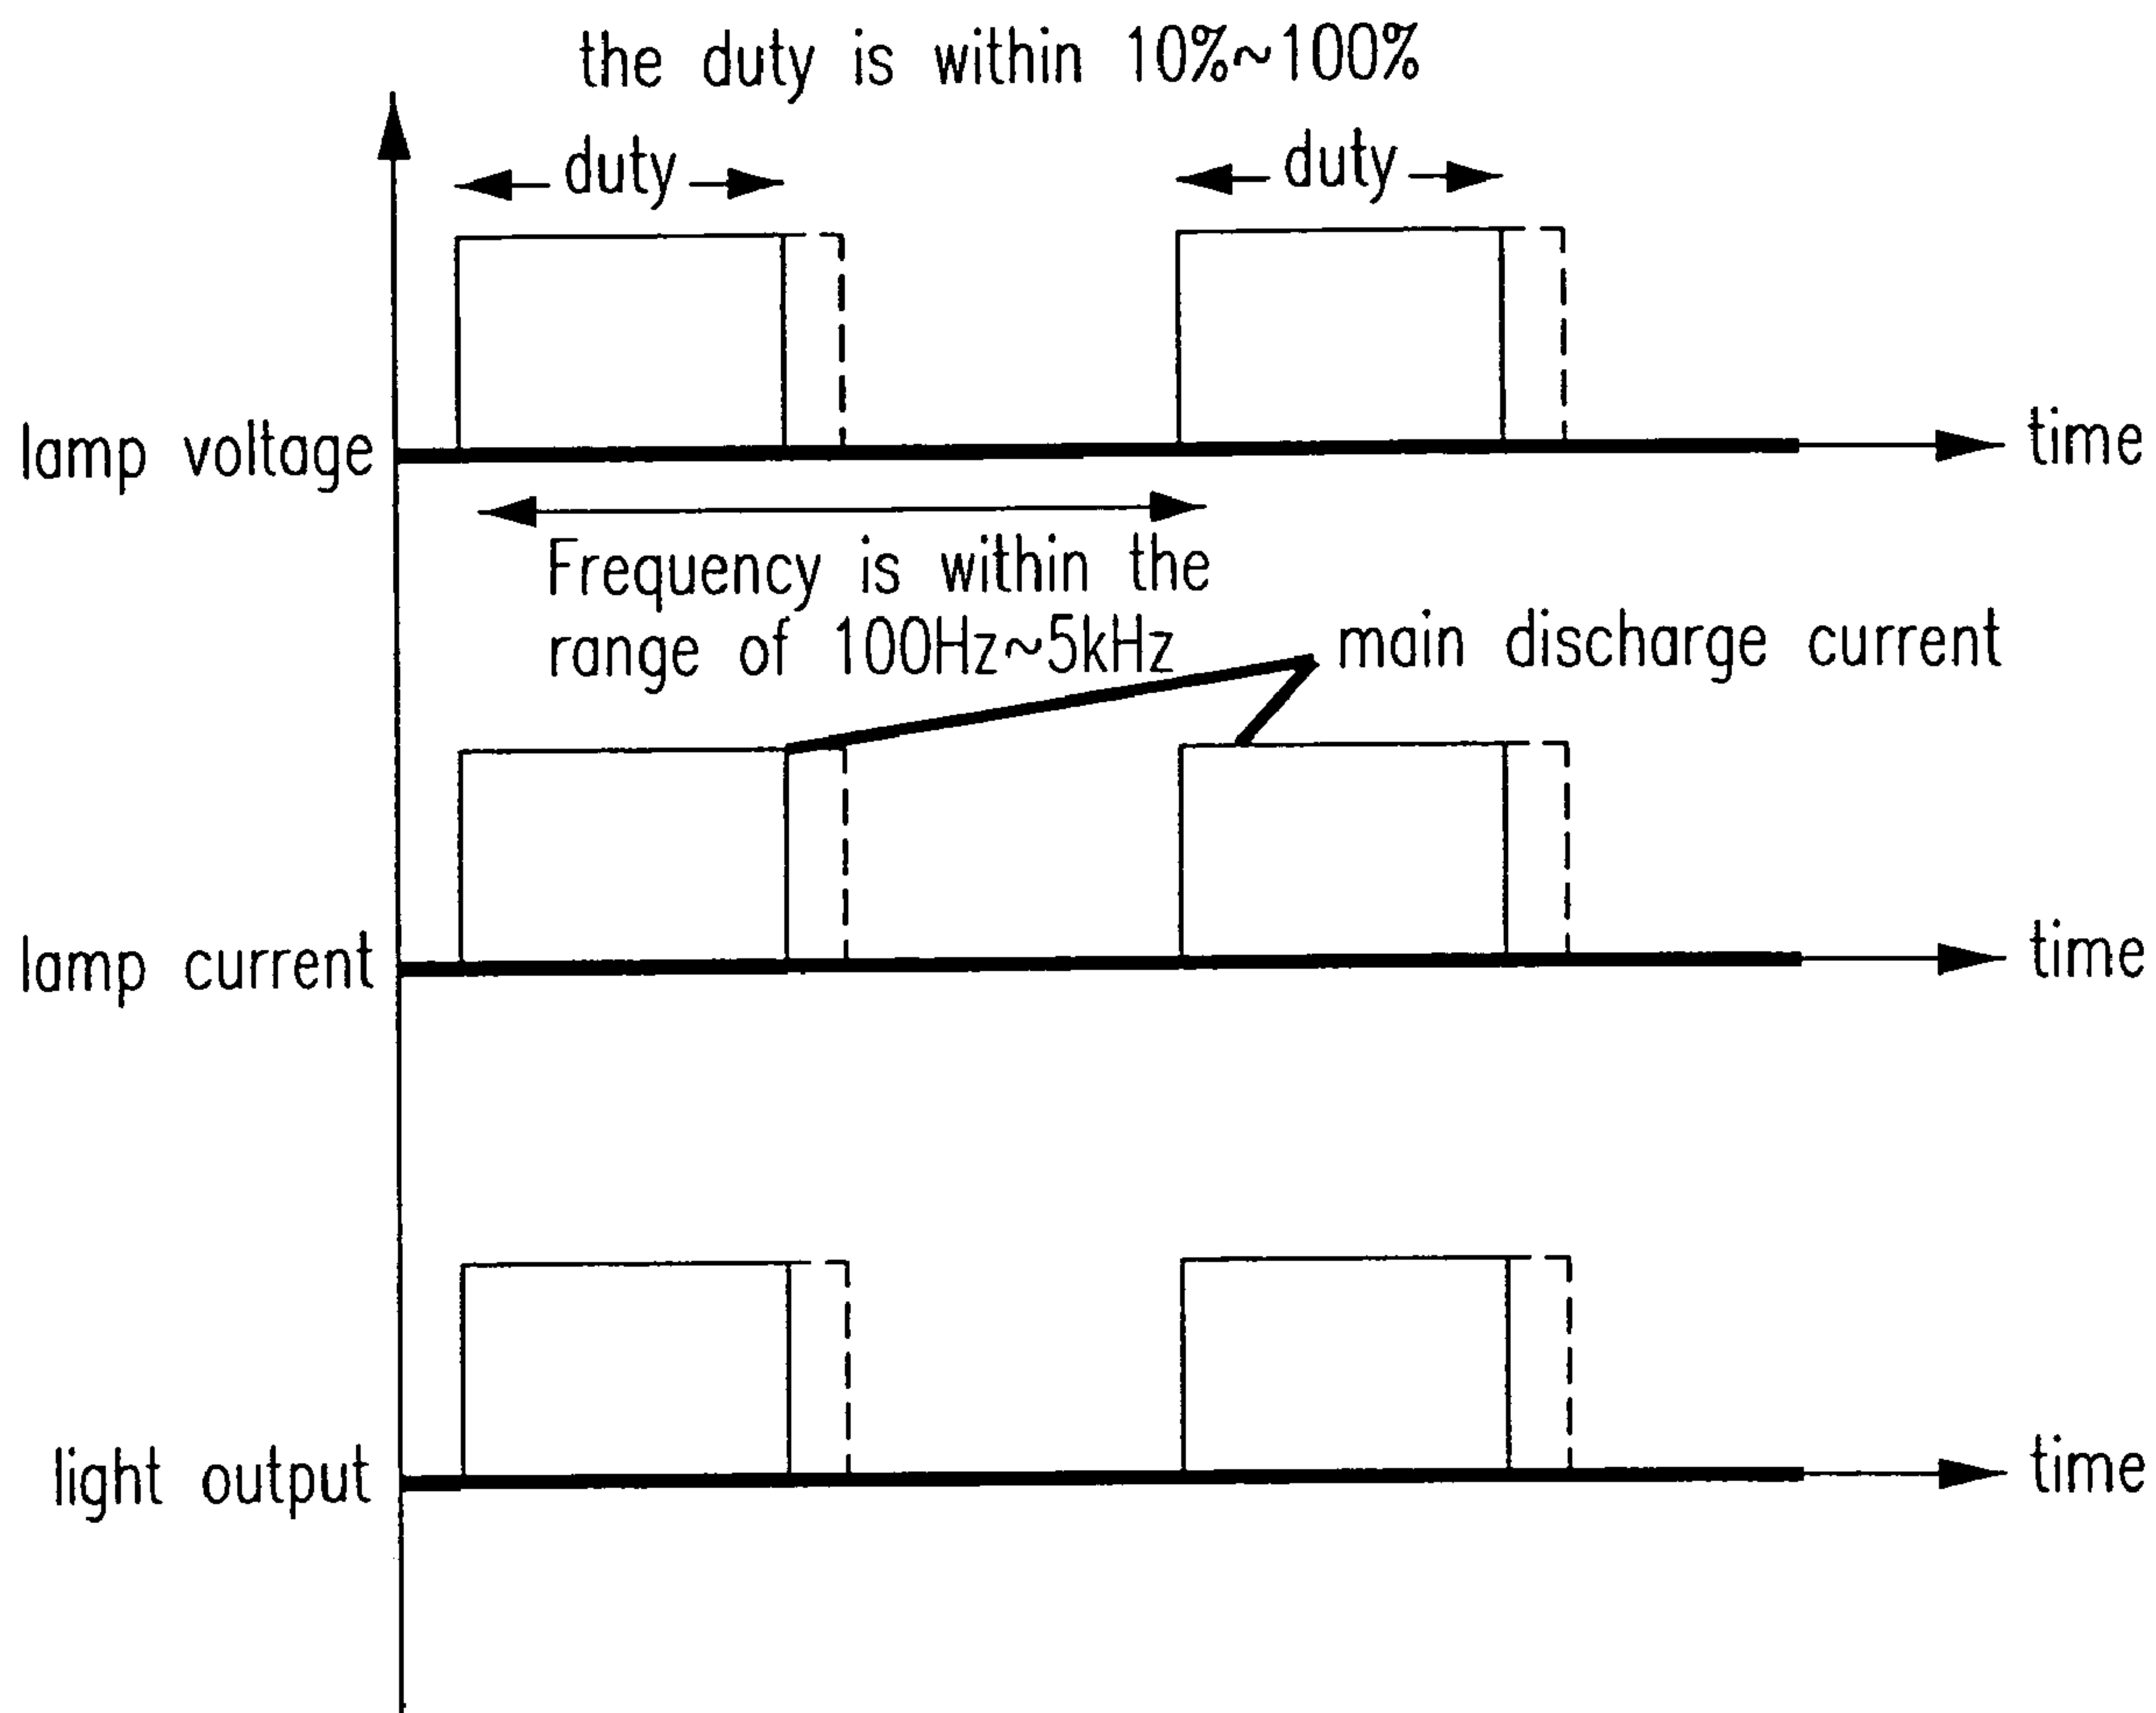 the duty is within 10%~100%
duty
duty
lamp voltage
time
Frequency is within the
range of 100Hz~5kHz
main discharge current
lamp current
time
light output
time